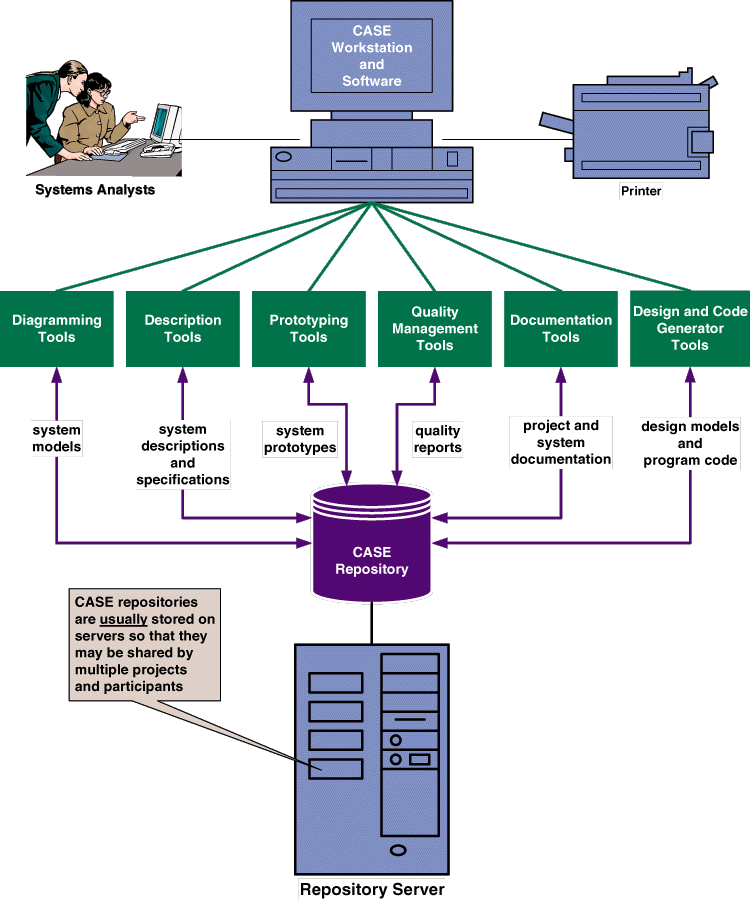 CASE
Workstation
and
Software
Systems Analysts
Printer
Diagramming
Tools
Description
Tools
Prototyping
Tools
Quality
Management
Tools
Documentation
Tools
Design and Code
Generator
Tools
system
models
system
descriptions
and
specifications
system
prototypes
quality
reports
project and
system
documentation
design models
and
program code
CASE
Repository
CASE repositories
are usually stored on
servers so that they
may be shared by
multiple projects
and participants
Repository Server